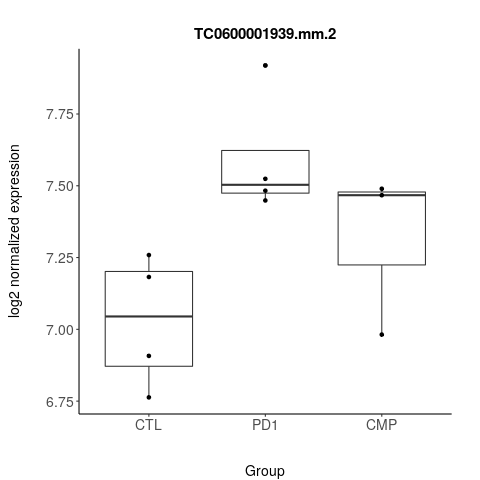 TC0600001939.mm.2
log2 normalized expression
7.75
7.50
7.25
7.00
6.75
CTL
PD1
CMP
Group